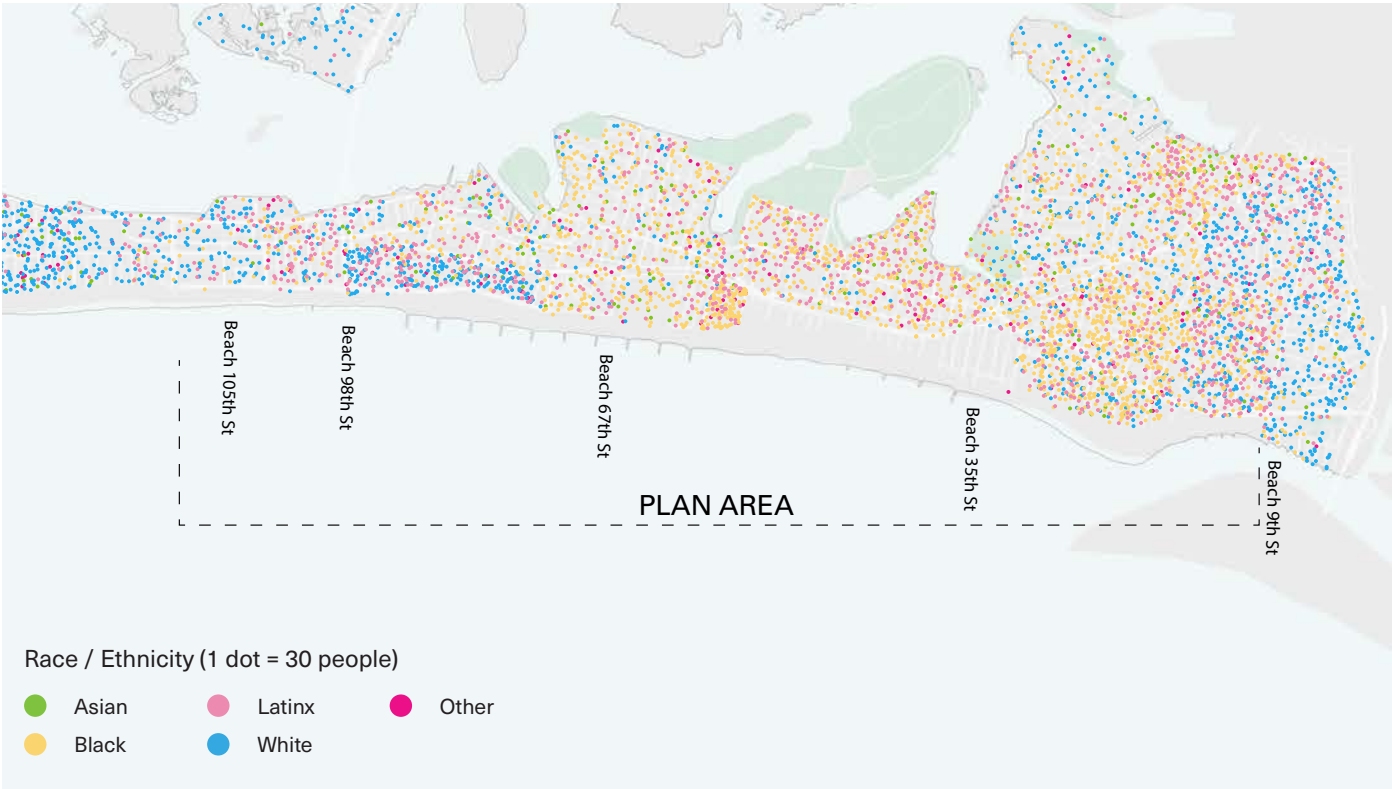 Beach 105th St
Beach 98th St
Beach 67th St
Beach 35th St
Beach 9th St
PLAN AREA
Race / Ethnicity (1 dot = 30 people)
Asian
Latinx
Other
Black
White